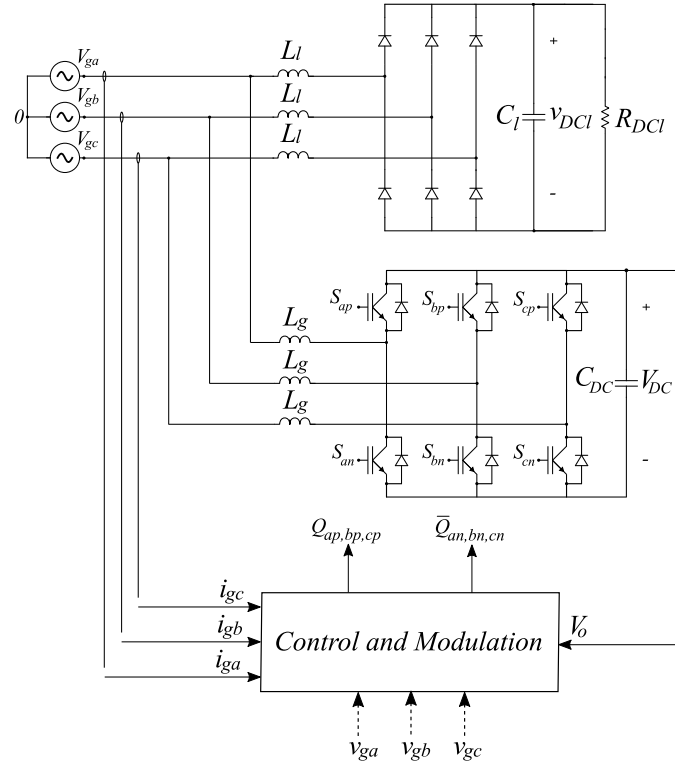 V_ga
V_gb
V_gc
0
L_l
L_l
L_l
C_l
+
v_DCl
-
R_DCl
S_ap
S_bp
S_cp
L_g
L_g
L_g
C_DC
+
V_DC
-
S_an
S_bn
S_cn
Q_ap,bp,cp
Q̅_an,bn,cn
i_gc
i_gb
i_ga
Control and Modulation
V_o
v_ga
v_gb
v_gc